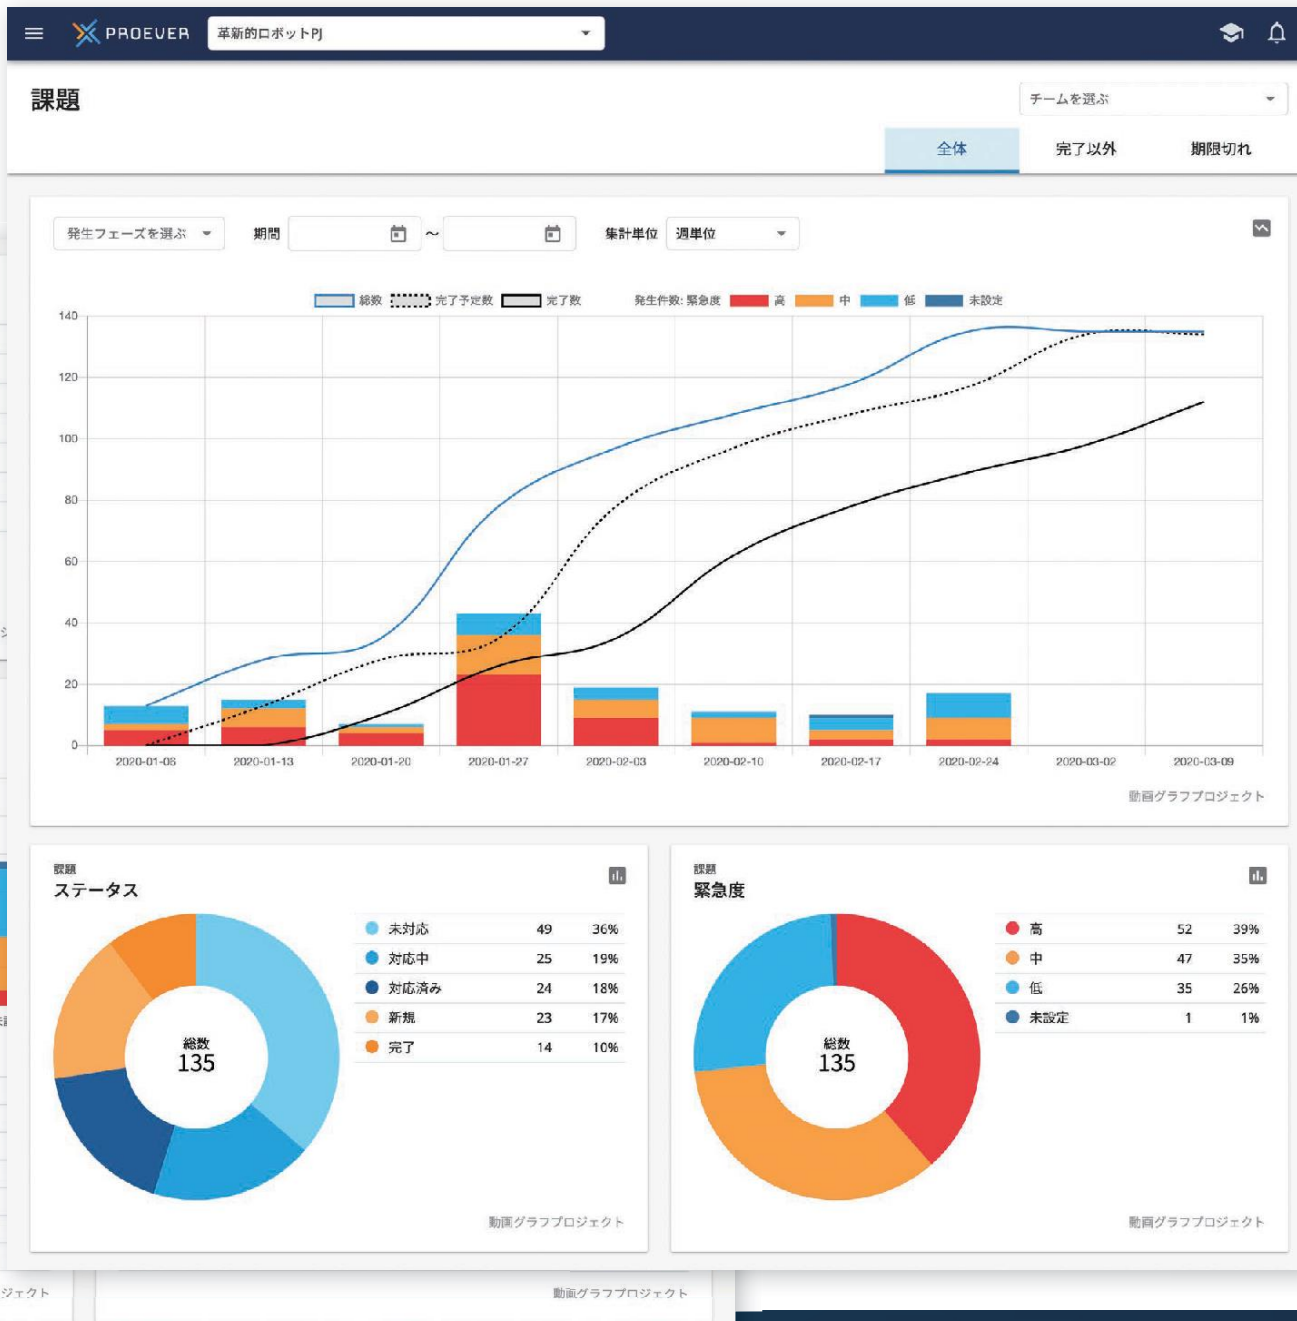 PROEVER 革新的ロボットPJ
課題
チームを選ぶ
全体 完了以外 期限切れ
発生フェーズを選ぶ 期間 ~ 集計単位 週単位
総数 完了予定数 完了数 発生件数: 緊急度 高 中 低 未設定
140
120
100
80
60
40
20
0
2020-01-06 2020-01-13 2020-01-20 2020-01-27 2020-02-03 2020-02-10 2020-02-17 2020-02-24 2020-03-02 2020-03-09
動画グラフプロジェクト
課題
ステータス
未対応 49 36%
対応中 25 19%
対応済み 24 18%
新規 23 17%
完了 14 10%
総数
135
動画グラフプロジェクト
課題
緊急度
高 52 39%
中 47 35%
低 35 26%
未設定 1 1%
総数
135
動画グラフプロジェクト
ジェクト
動画グラフプロジェクト